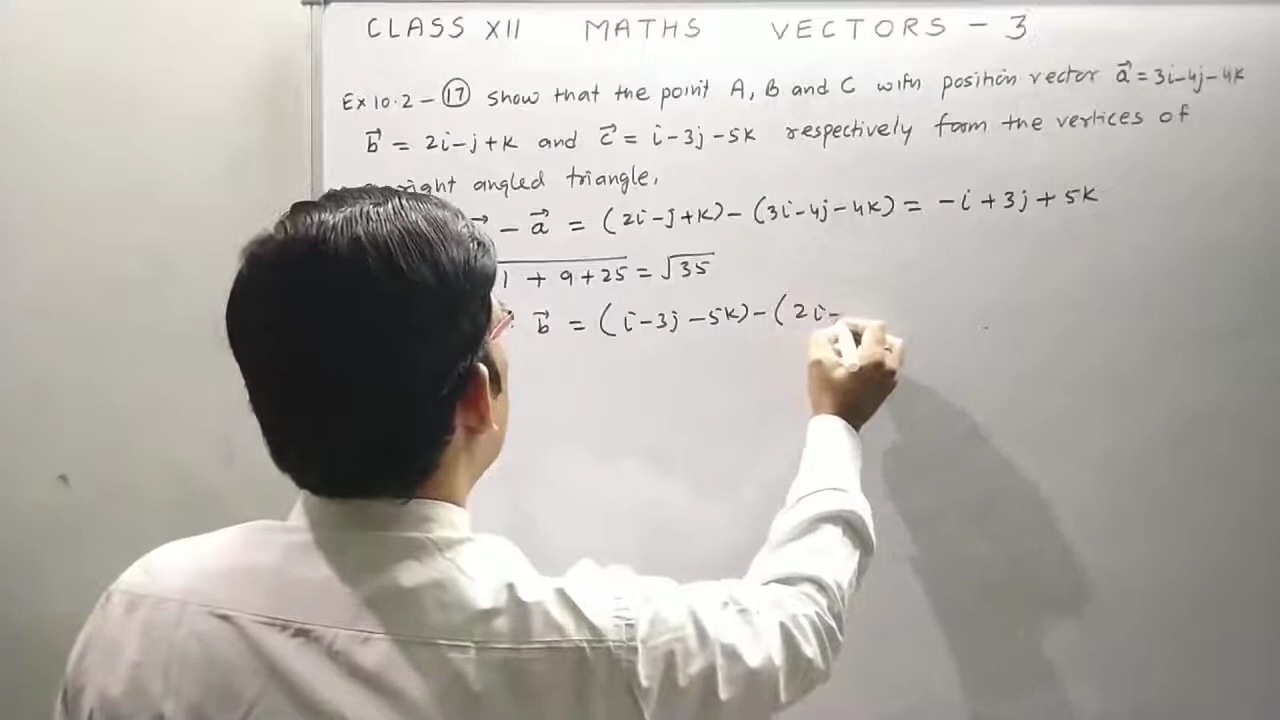 CLASS XII MATHS VECTORS - 3
Ex 10.2 - 17 Show that the point A, B and C with position vector a⃗ = 3i-4j-4k
b⃗ = 2i-j+k and c⃗ = i-3j-5k respectively form the vertices of
right angled triangle.
- a⃗ = (2i-j+k) - (3i-4j-4k) = -i+3j+5k
1 + 9+25 = √35
b⃗ = (i-3j-5k) - (2i-